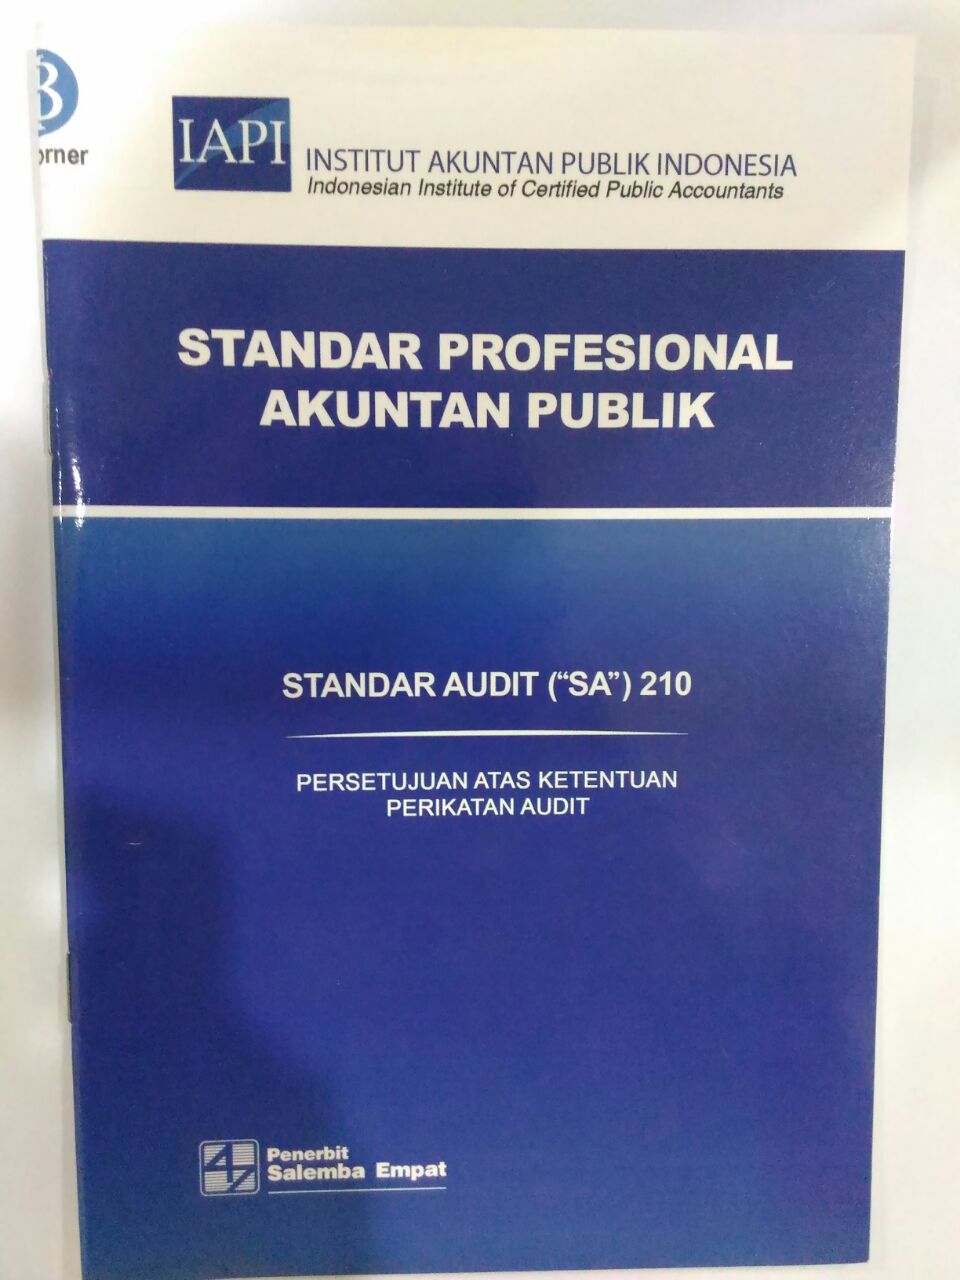 B
orner
IAPI
INSTITUT AKUNTAN PUBLIK INDONESIA
Indonesian Institute of Certified Public Accountants
STANDAR PROFESIONAL
AKUNTAN PUBLIK
STANDAR AUDIT (“SA”) 210
PERSETUJUAN ATAS KETENTUAN
PERIKATAN AUDIT
Penerbit
Salemba Empat